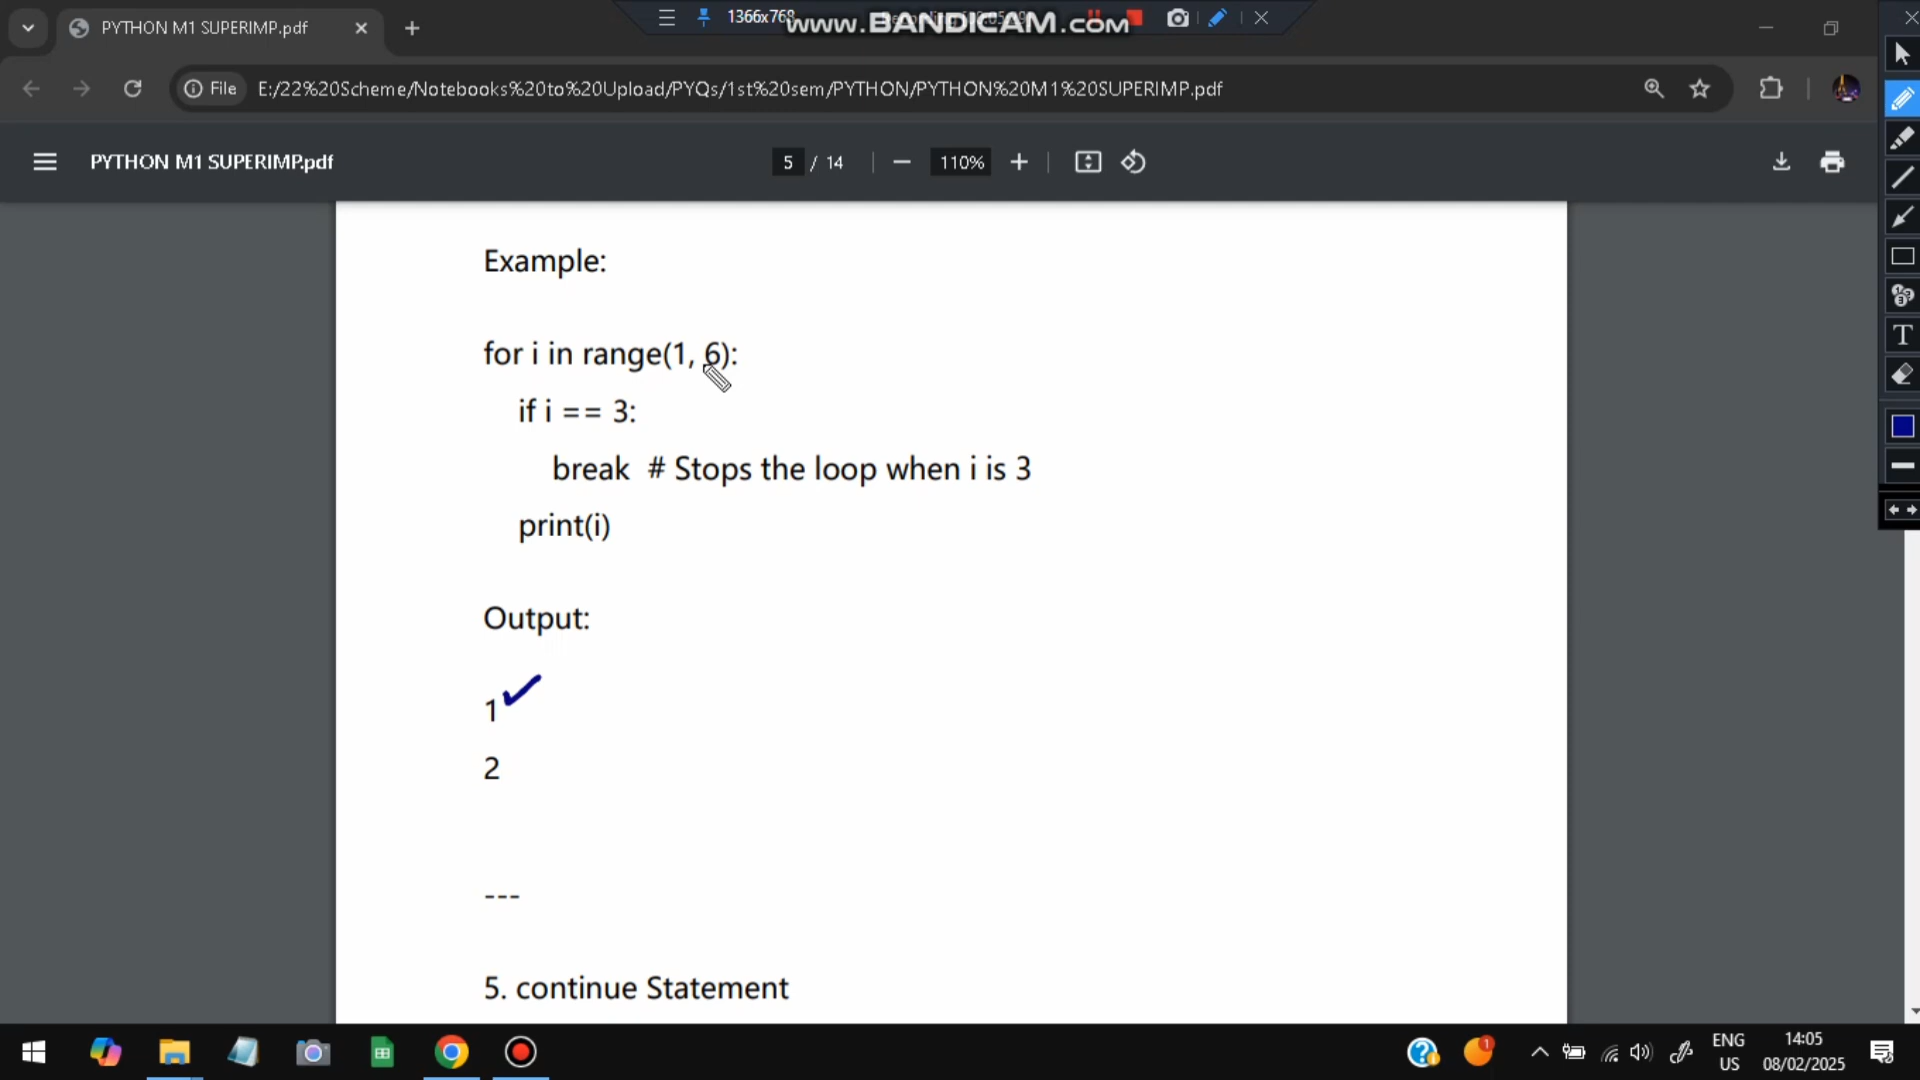 PYTHON M1 SUPERIMP.pdf
1366x768
www.BANDICAM.com
File
E:/22%20Scheme/Notebooks%20to%20Upload/PYQs/1st%20sem/PYTHON/PYTHON%20M1%20SUPERIMP.pdf
PYTHON M1 SUPERIMP.pdf
5 / 14
110%
Example:
for i in range(1, 6):
if i == 3:
break # Stops the loop when i is 3
print(i)
Output:
1
2
---
5. continue Statement
T
1
ENG
US
14:05
08/02/2025